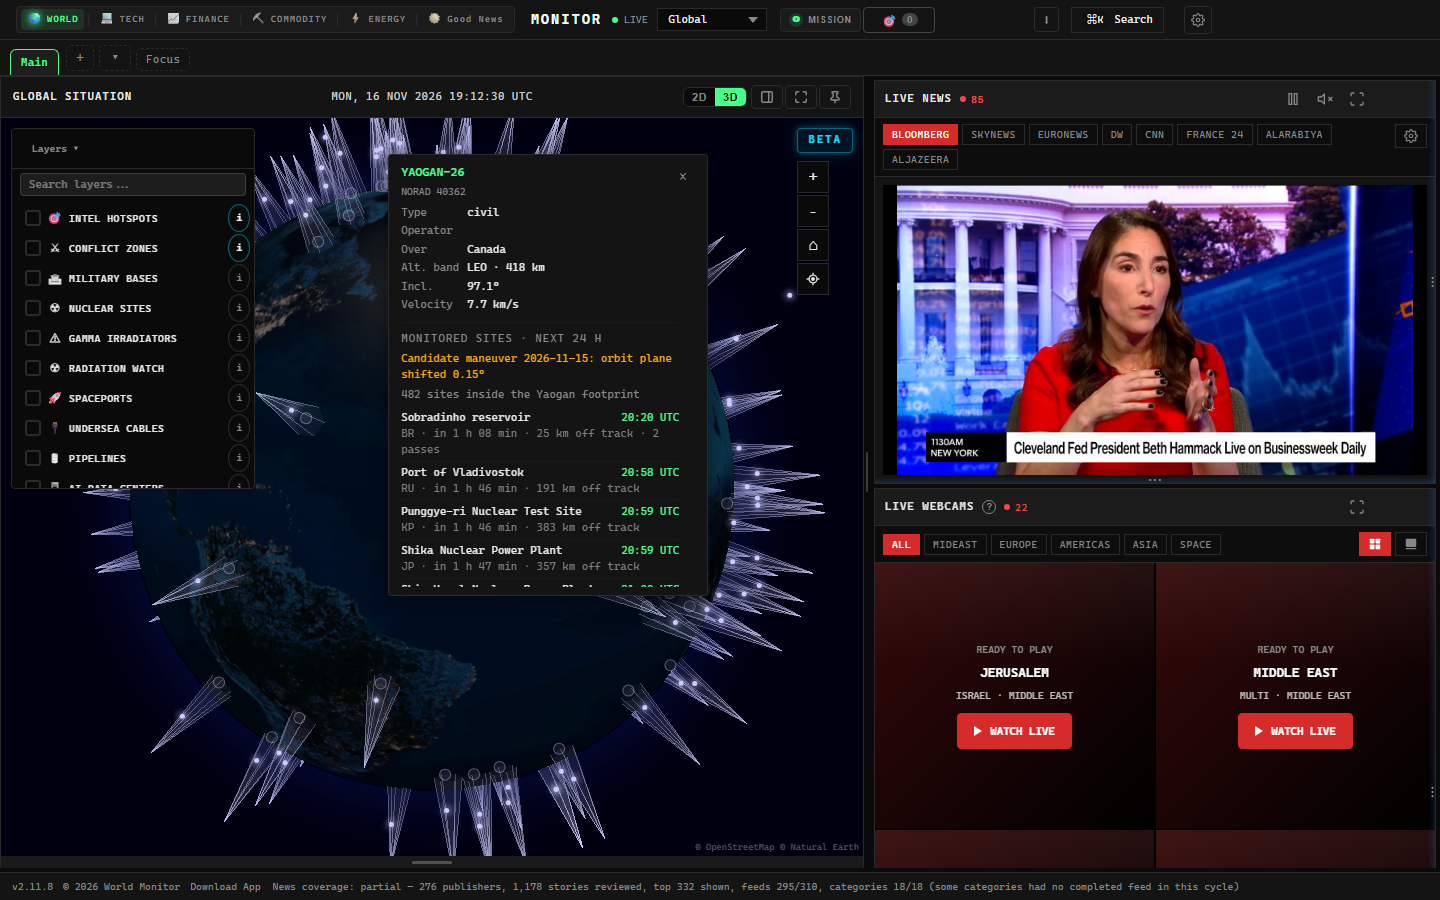 WORLD
TECH
FINANCE
COMMODITY
ENERGY
Good News
MONITOR
LIVE
Global
MISSION
0
⌘K Search
Main
+
▼
Focus
GLOBAL SITUATION
MON, 16 NOV 2026 19:12:30 UTC
2D 3D
Layers ▼
Search layers...
INTEL HOTSPOTS i
CONFLICT ZONES i
MILITARY BASES i
NUCLEAR SITES i
GAMMA IRRADIATORS i
RADIATION WATCH i
SPACEPORTS i
UNDERSEA CABLES i
PIPELINES i
AI DATA CENTERS
YAOGAN-26
x
NORAD 40362
Type civil
Operator
Over Canada
Alt. band LEO · 418 km
Incl. 97.1°
Velocity 7.7 km/s
MONITORED SITES · NEXT 24 H
Candidate maneuver 2026-11-15: orbit plane
shifted 0.15°
482 sites inside the Yaogan footprint
Sobradinho reservoir 20:20 UTC
BR · in 1 h 08 min · 25 km off track · 2
passes
Port of Vladivostok 20:58 UTC
RU · in 1 h 46 min · 191 km off track
Punggye-ri Nuclear Test Site 20:59 UTC
KP · in 1 h 46 min · 383 km off track
Shika Nuclear Power Plant 20:59 UTC
JP · in 1 h 47 min · 357 km off track
BETA
+
-
© OpenStreetMap © Natural Earth
LIVE NEWS 85
BLOOMBERG SKYNEWS EURONEWS DW CNN FRANCE 24 ALARABIYA
ALJAZEERA
1130AM
NEW YORK
Cleveland Fed President Beth Hammack Live on Businessweek Daily
LIVE WEBCAMS ? 22
ALL MIDEAST EUROPE AMERICAS ASIA SPACE
READY TO PLAY
JERUSALEM
ISRAEL · MIDDLE EAST
WATCH LIVE
READY TO PLAY
MIDDLE EAST
MULTI · MIDDLE EAST
WATCH LIVE
v2.11.8 © 2026 World Monitor Download App News coverage: partial — 276 publishers, 1,178 stories reviewed, top 332 shown, feeds 295/310, categories 18/18 (some categories had no completed feed in this cycle)